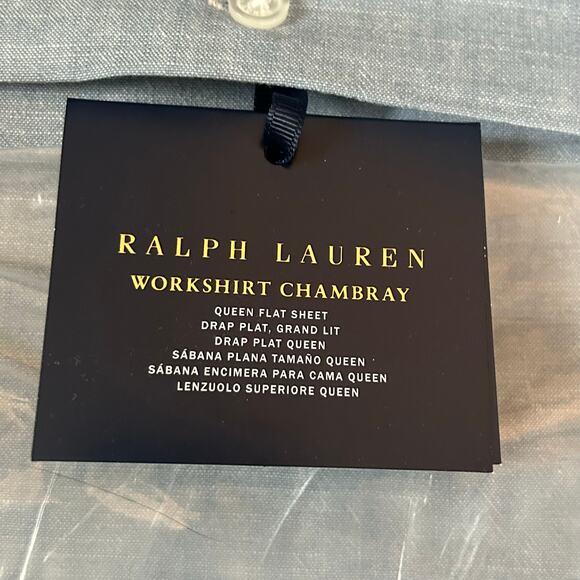 RALPH LAUREN
WORKSHIRT CHAMBRAY
QUEEN FLAT SHEET
DRAP PLAT, GRAND LIT
DRAP PLAT QUEEN
SÁBANA PLANA TAMAÑO QUEEN
SÁBANA ENCIMERA PARA CAMA QUEEN
LENZUOLO SUPERIORE QUEEN